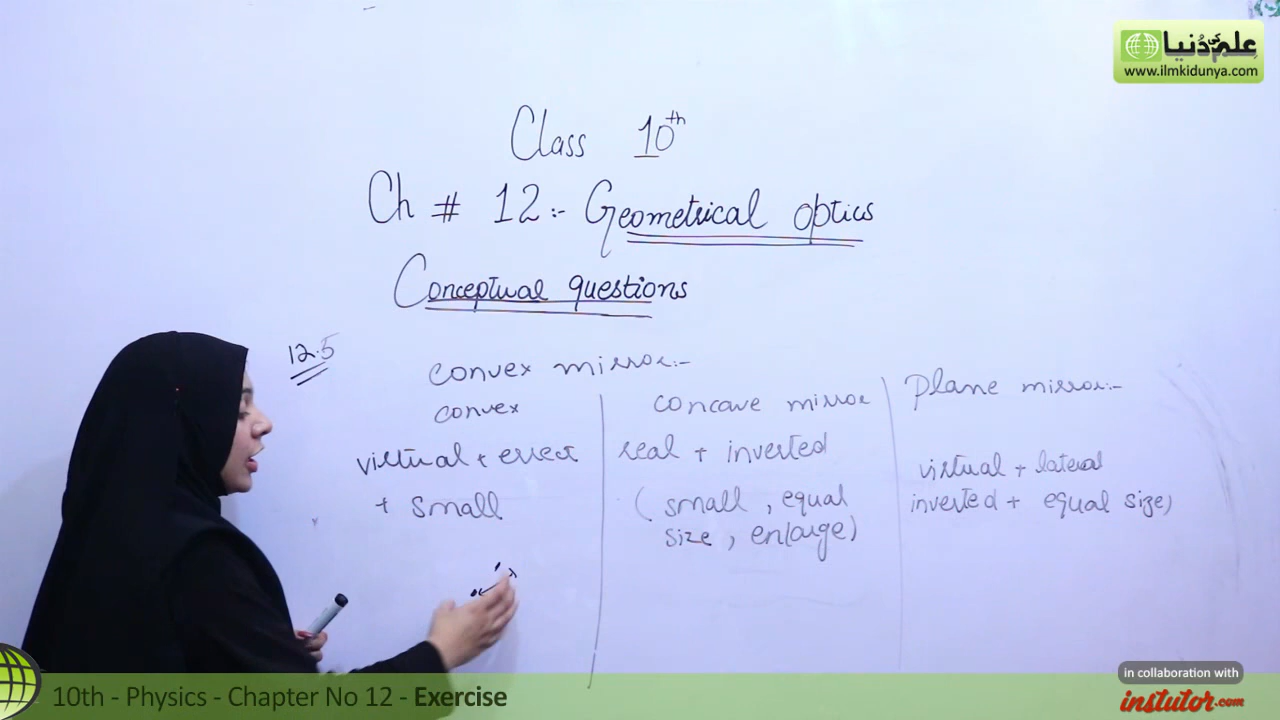 علم کی دُنیا
www.ilmkidunya.com
Class 10th
Ch # 12:- Geometrical optics
Conceptual questions
12.5
convex mirror:-
convex
virtual + erect
+ small
concave mirror
real + inverted
(small, equal
size, enlarge)
Plane mirror:-
virtual + lateral
inverted + equal size)
10th - Physics - Chapter No 12 - Exercise
in collaboration with
instutor.com